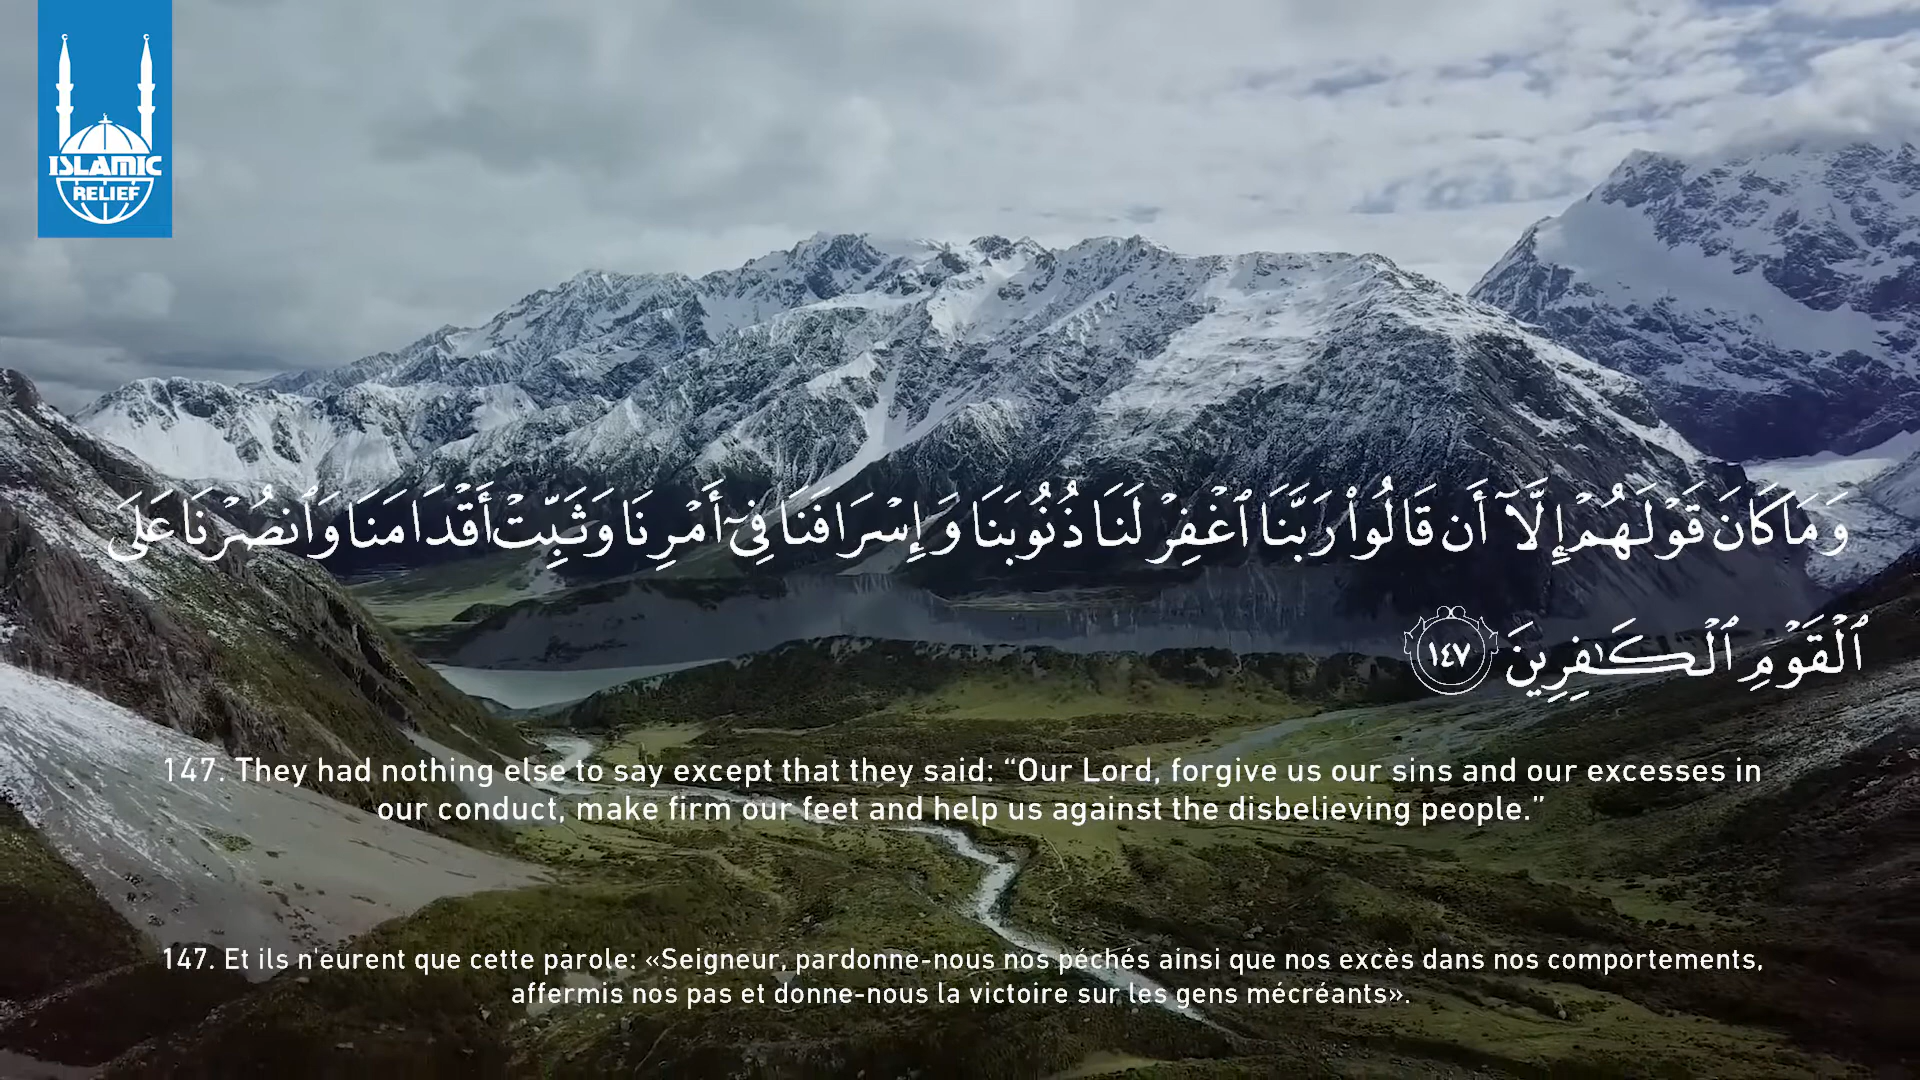 ISLAMIC
RELIEF
وَمَا كَانَ قَوْلَهُمْ إِلَّآ أَن قَالُوا۟ رَبَّنَا ٱغْفِرْ لَنَا ذُنُوبَنَا وَإِسْرَافَنَا فِىٓ أَمْرِنَا وَثَبِّتْ أَقْدَامَنَا وَٱنصُرْنَا عَلَى
ٱلْقَوْمِ ٱلْكَـٰفِرِينَ ١٤٧
147. They had nothing else to say except that they said: “Our Lord, forgive us our sins and our excesses in
our conduct, make firm our feet and help us against the disbelieving people.”
147. Et ils n'eurent que cette parole: «Seigneur, pardonne-nous nos péchés ainsi que nos excès dans nos comportements,
affermis nos pas et donne-nous la victoire sur les gens mécréants».